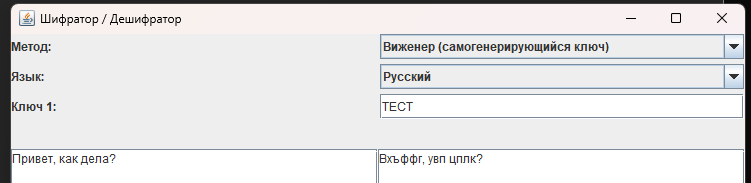 Шифратор / Дешифратор
Метод: Виженер (самогенерирующийся ключ)
Язык: Русский
Ключ 1: ТЕСТ
Привет, как дела? Вхъффг, увп цплк?